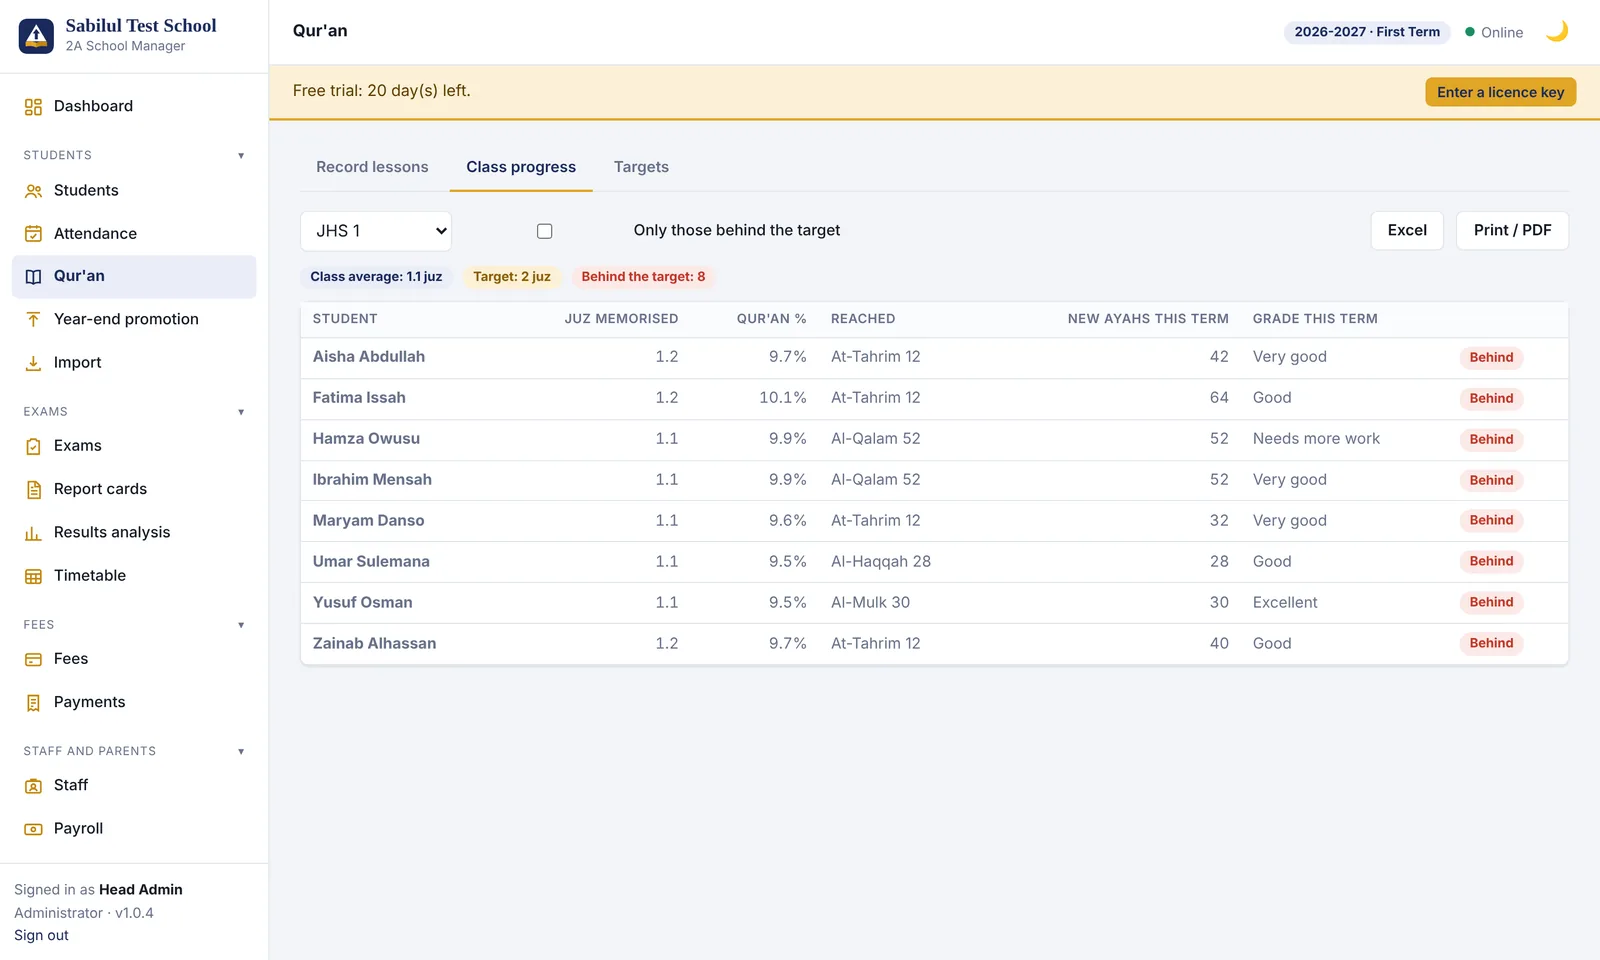 Sabilul Test School
2A School Manager
Dashboard
STUDENTS
Students
Attendance
Qur'an
Year-end promotion
Import
EXAMS
Exams
Report cards
Results analysis
Timetable
FEES
Fees
Payments
STAFF AND PARENTS
Staff
Payroll
Signed in as Head Admin
Administrator · v1.0.4
Sign out
Qur'an
2026-2027 · First Term
Online
Free trial: 20 day(s) left.
Enter a licence key
Record lessons Class progress Targets
JHS 1 Only those behind the target Excel Print / PDF
Class average: 1.1 juz Target: 2 juz Behind the target: 8
STUDENT JUZ MEMORISED QUR'AN % REACHED NEW AYAHS THIS TERM GRADE THIS TERM
Aisha Abdullah 1.2 9.7% At-Tahrim 12 42 Very good Behind
Fatima Issah 1.2 10.1% At-Tahrim 12 64 Good Behind
Hamza Owusu 1.1 9.9% Al-Qalam 52 52 Needs more work Behind
Ibrahim Mensah 1.1 9.9% Al-Qalam 52 52 Very good Behind
Maryam Danso 1.1 9.6% At-Tahrim 12 32 Very good Behind
Umar Sulemana 1.1 9.5% Al-Haqqah 28 28 Good Behind
Yusuf Osman 1.1 9.5% Al-Mulk 30 30 Excellent Behind
Zainab Alhassan 1.2 9.7% At-Tahrim 12 40 Good Behind